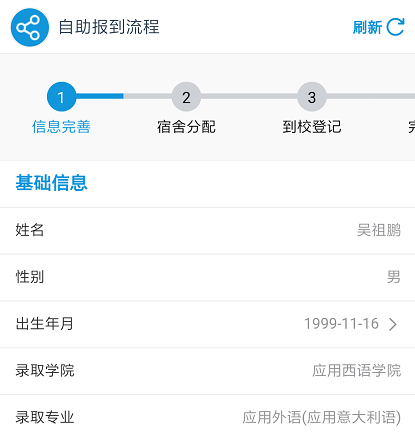 自助报到流程 刷新
1 2 3
信息完善 宿舍分配 到校登记
基础信息
姓名 吴祖鹏
性别 男
出生年月 1999-11-16
录取学院 应用西语学院
录取专业 应用外语(应用意大利语)